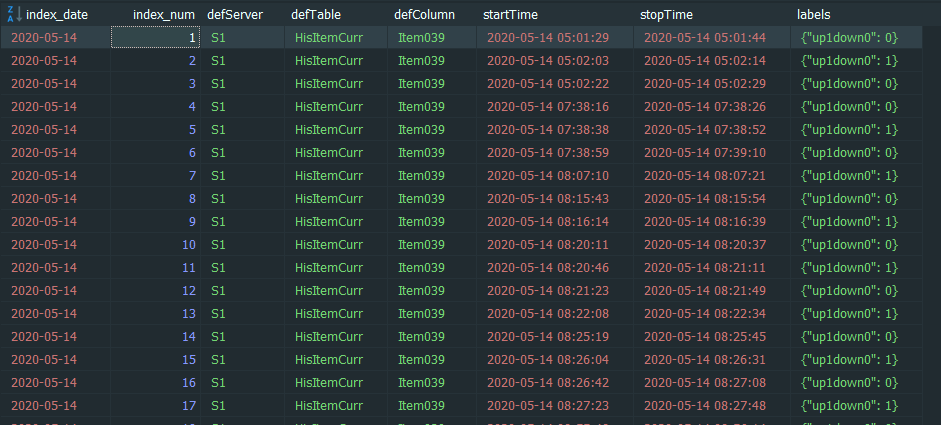 index_date index_num defServer defTable defColumn startTime stopTime labels
2020-05-14 1 S1 HisItemCurr Item039 2020-05-14 05:01:29 2020-05-14 05:01:44 {"up1down0": 0}
2020-05-14 2 S1 HisItemCurr Item039 2020-05-14 05:02:03 2020-05-14 05:02:14 {"up1down0": 1}
2020-05-14 3 S1 HisItemCurr Item039 2020-05-14 05:02:22 2020-05-14 05:02:29 {"up1down0": 0}
2020-05-14 4 S1 HisItemCurr Item039 2020-05-14 07:38:16 2020-05-14 07:38:26 {"up1down0": 0}
2020-05-14 5 S1 HisItemCurr Item039 2020-05-14 07:38:38 2020-05-14 07:38:52 {"up1down0": 1}
2020-05-14 6 S1 HisItemCurr Item039 2020-05-14 07:38:59 2020-05-14 07:39:10 {"up1down0": 0}
2020-05-14 7 S1 HisItemCurr Item039 2020-05-14 08:07:10 2020-05-14 08:07:21 {"up1down0": 1}
2020-05-14 8 S1 HisItemCurr Item039 2020-05-14 08:15:43 2020-05-14 08:15:54 {"up1down0": 0}
2020-05-14 9 S1 HisItemCurr Item039 2020-05-14 08:16:14 2020-05-14 08:16:39 {"up1down0": 1}
2020-05-14 10 S1 HisItemCurr Item039 2020-05-14 08:20:11 2020-05-14 08:20:37 {"up1down0": 0}
2020-05-14 11 S1 HisItemCurr Item039 2020-05-14 08:20:46 2020-05-14 08:21:11 {"up1down0": 1}
2020-05-14 12 S1 HisItemCurr Item039 2020-05-14 08:21:23 2020-05-14 08:21:49 {"up1down0": 0}
2020-05-14 13 S1 HisItemCurr Item039 2020-05-14 08:22:08 2020-05-14 08:22:34 {"up1down0": 1}
2020-05-14 14 S1 HisItemCurr Item039 2020-05-14 08:25:19 2020-05-14 08:25:45 {"up1down0": 0}
2020-05-14 15 S1 HisItemCurr Item039 2020-05-14 08:26:04 2020-05-14 08:26:31 {"up1down0": 1}
2020-05-14 16 S1 HisItemCurr Item039 2020-05-14 08:26:42 2020-05-14 08:27:08 {"up1down0": 0}
2020-05-14 17 S1 HisItemCurr Item039 2020-05-14 08:27:23 2020-05-14 08:27:48 {"up1down0": 1}